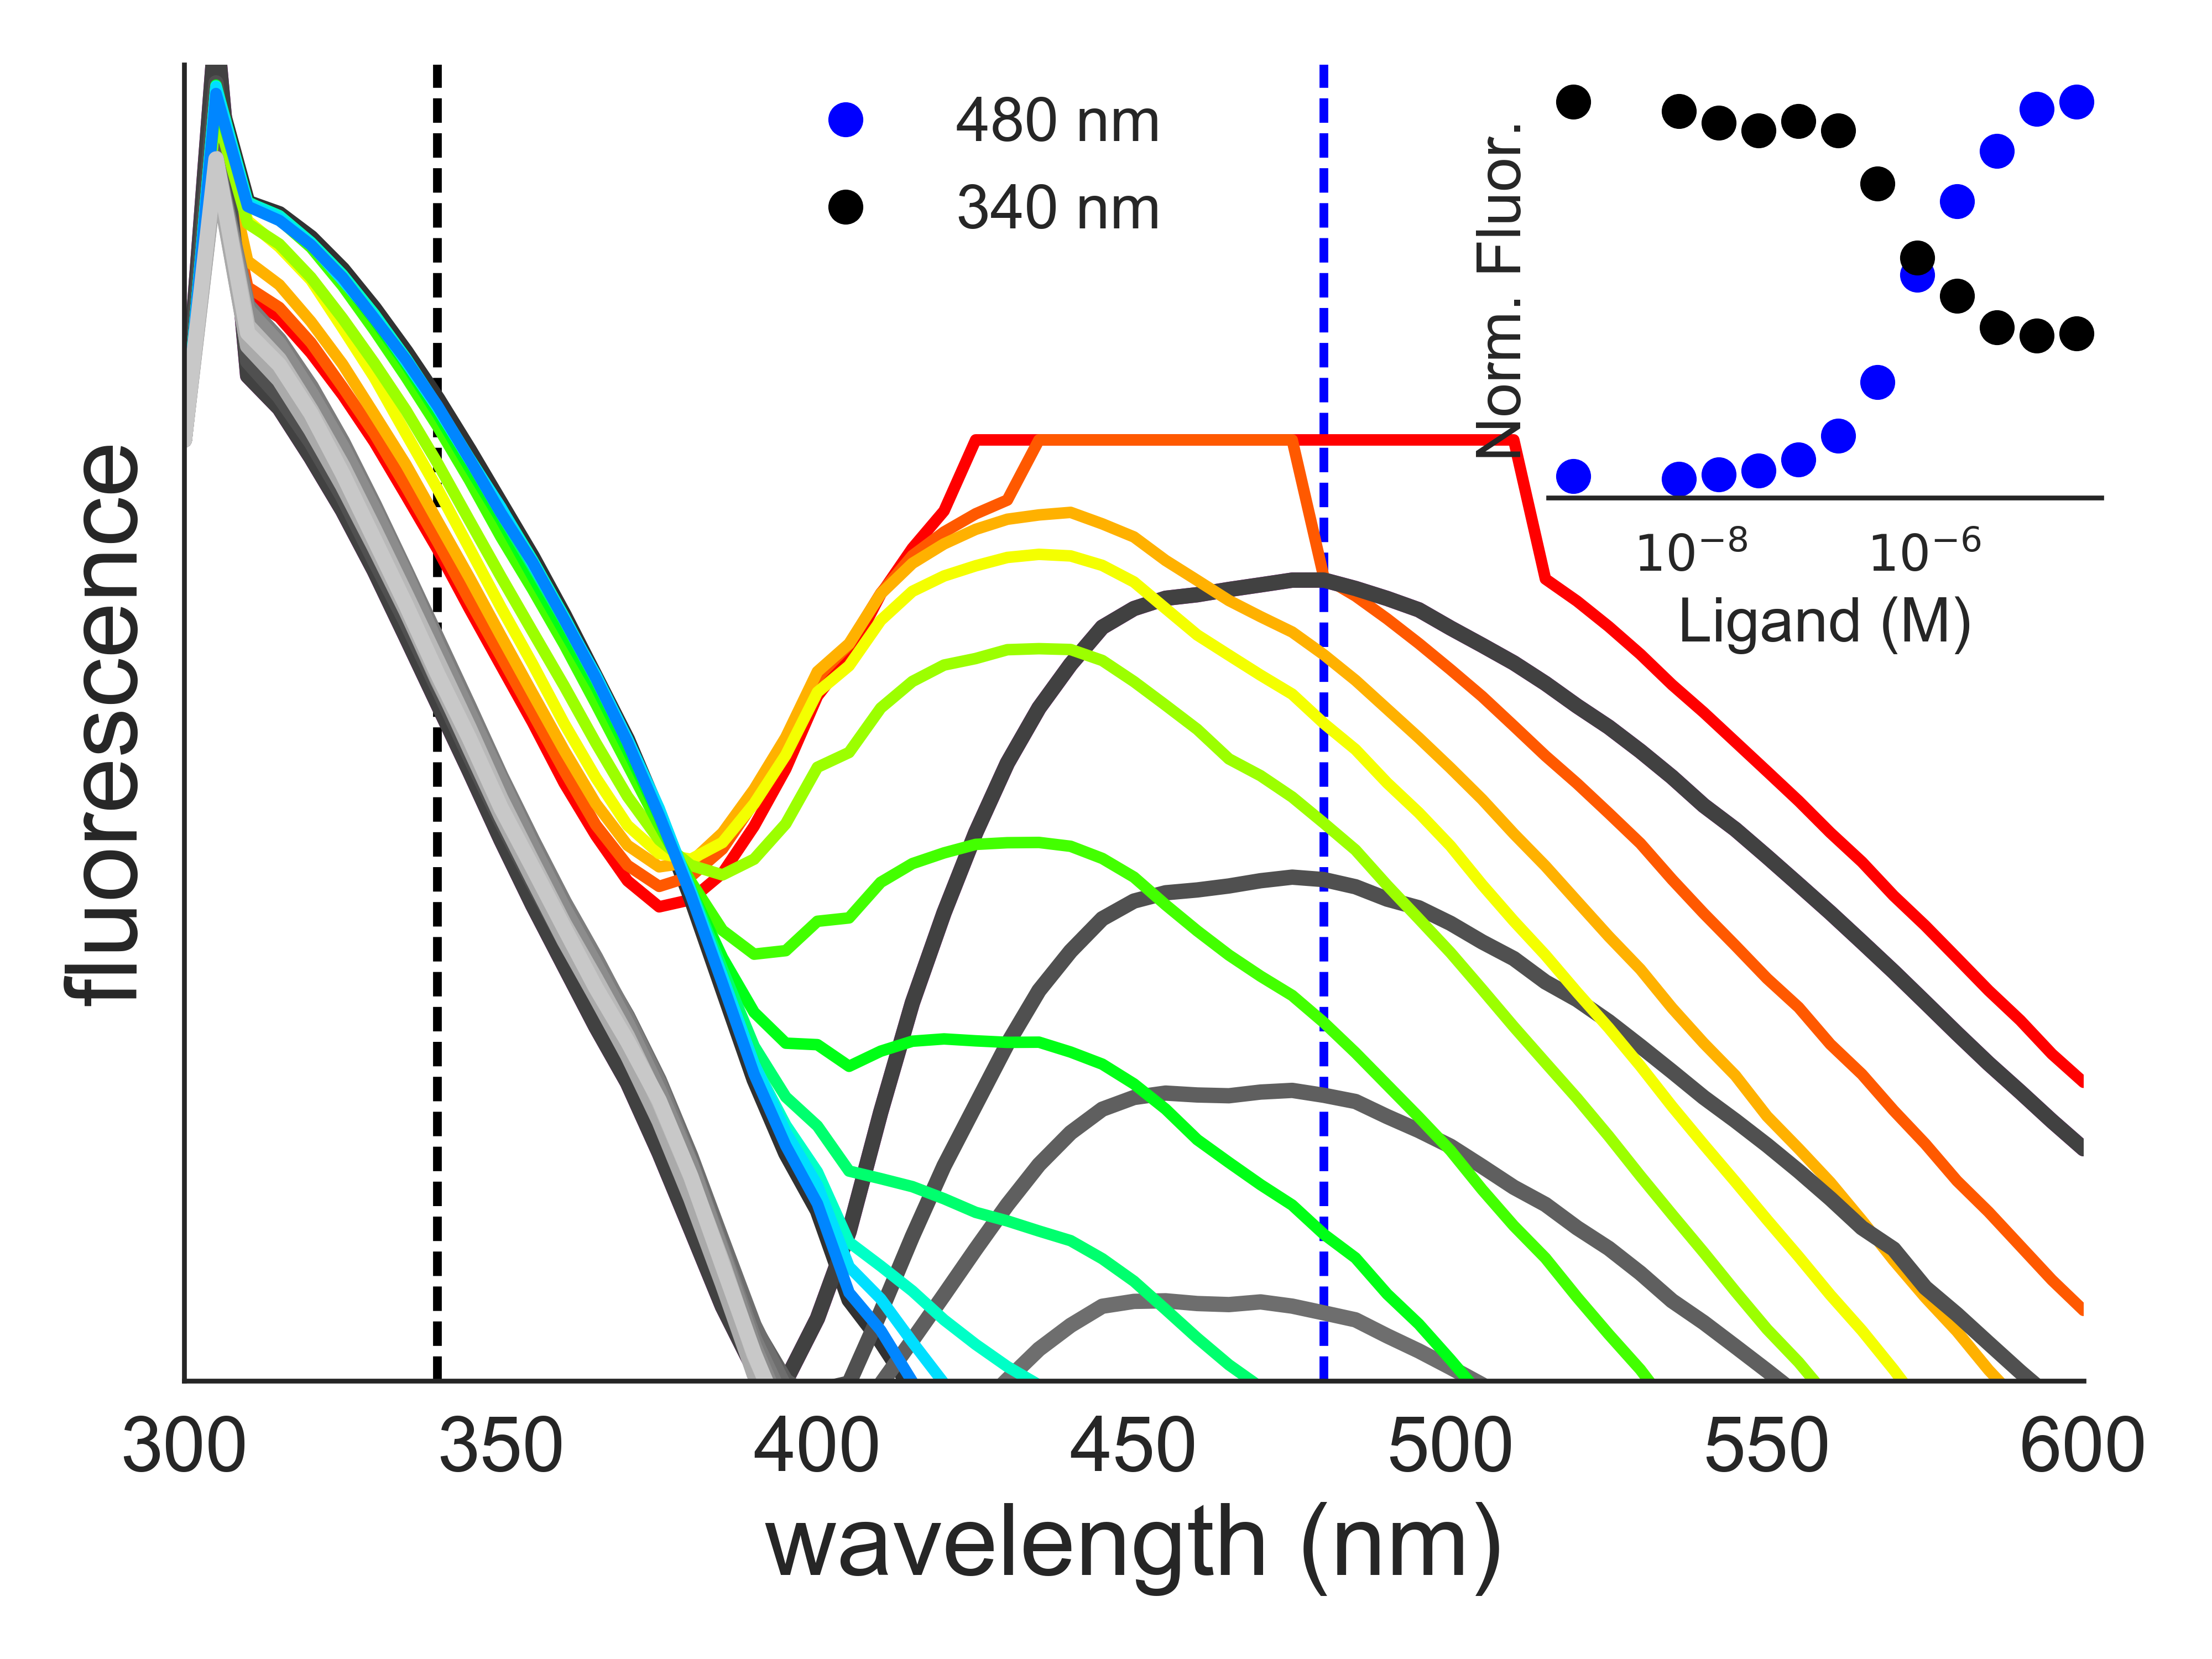 480 nm
340 nm
Norm. Fluor.
10⁻⁸ 10⁻⁶
Ligand (M)
fluorescence
300 350 400 450 500 550 600
wavelength (nm)